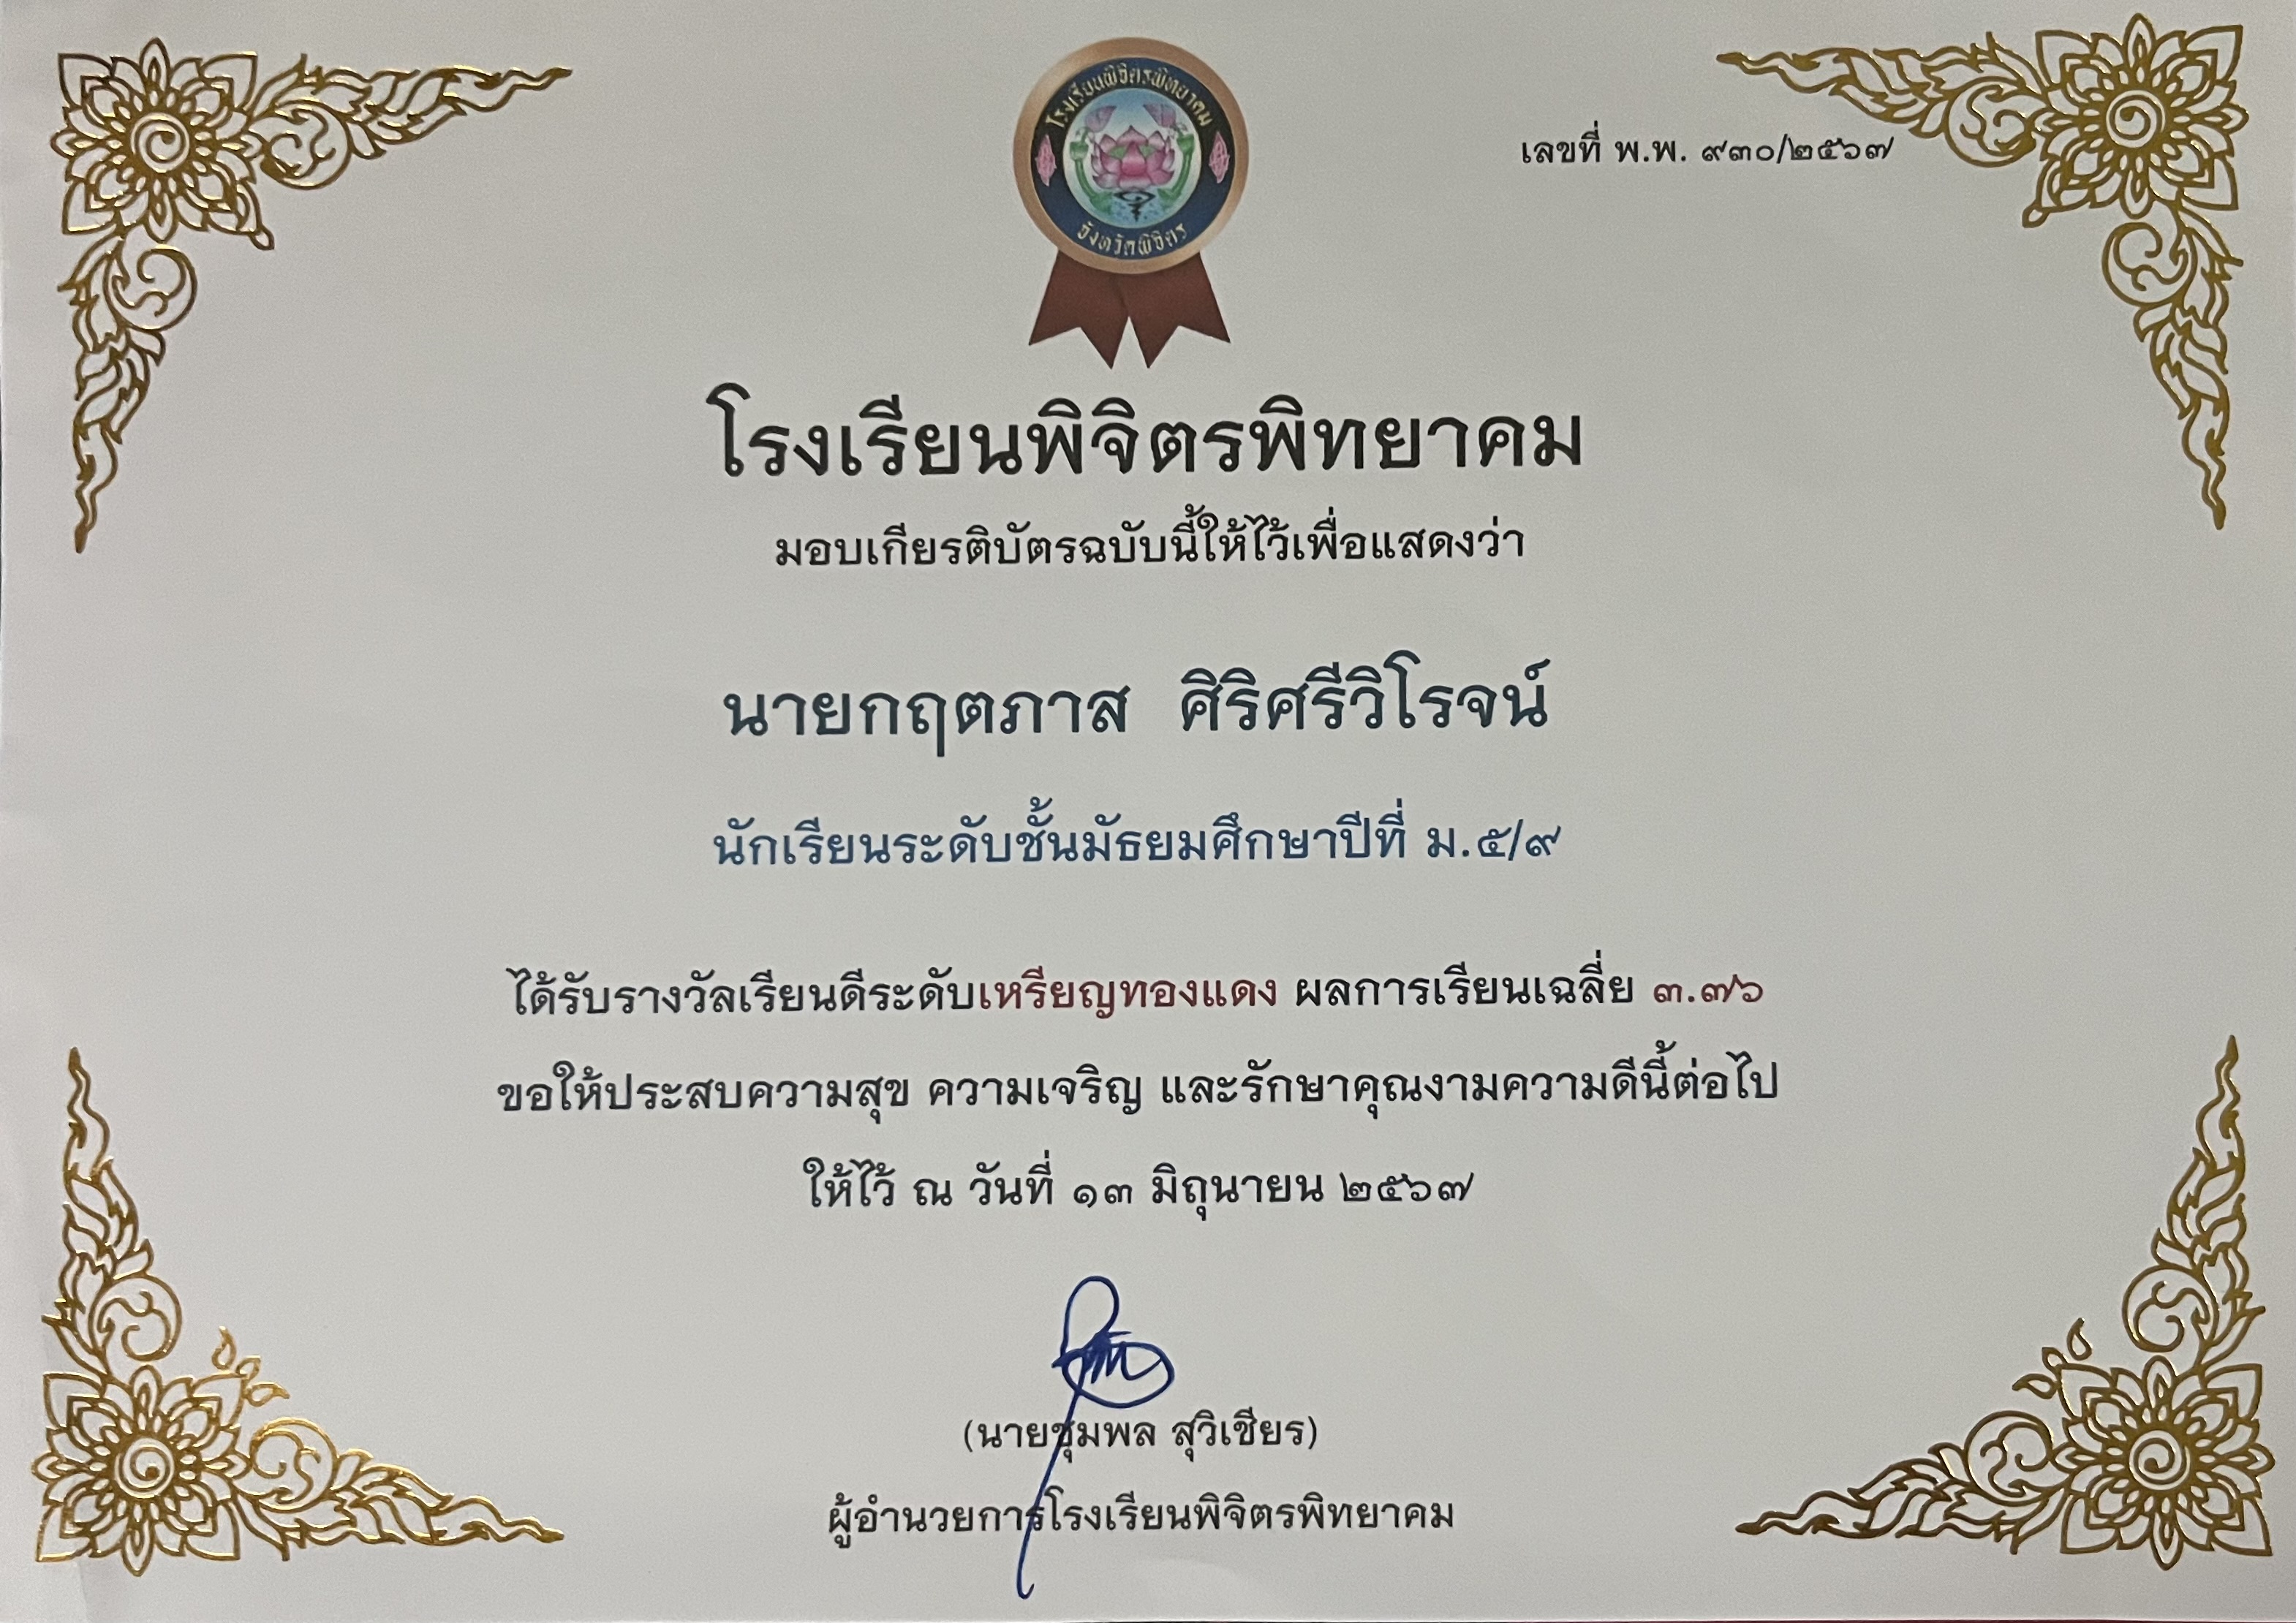 โรงเรียนพิจิตรพิทยาคม
จังหวัดพิจิตร
เลขที่ พ.พ. ๙๓๐/๒๕๖๗
โรงเรียนพิจิตรพิทยาคม
มอบเกียรติบัตรฉบับนี้ให้ไว้เพื่อแสดงว่า
นายกฤตภาส ศิริศรีวิโรจน์
นักเรียนระดับชั้นมัธยมศึกษาปีที่ ม.๕/๙
ได้รับรางวัลเรียนดีระดับเหรียญทองแดง ผลการเรียนเฉลี่ย ๓.๗๖
ขอให้ประสบความสุข ความเจริญ และรักษาคุณงามความดีนี้ต่อไป
ให้ไว้ ณ วันที่ ๑๓ มิถุนายน ๒๕๖๗
(นายชุมพล สุวิเชียร)
ผู้อำนวยการโรงเรียนพิจิตรพิทยาคม